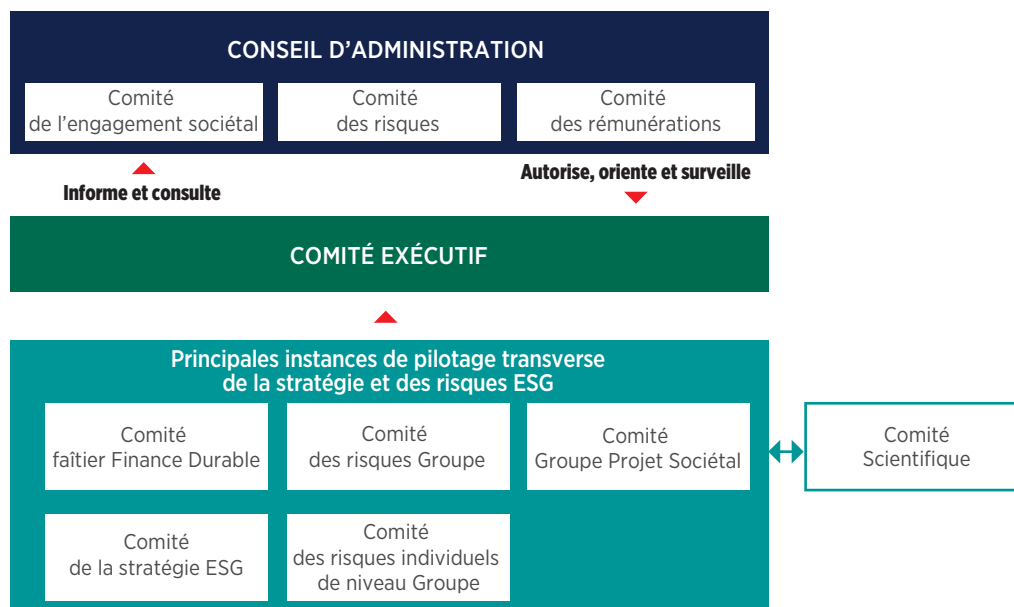 CONSEIL D'ADMINISTRATION
Comité
de l'engagement sociétal
Comité
des risques
Comité
des rémunérations
Informe et consulte
Autorise, oriente et surveille
COMITÉ EXÉCUTIF
Principales instances de pilotage transverse
de la stratégie et des risques ESG
Comité
faîtier Finance Durable
Comité
des risques Groupe
Comité
Groupe Projet Sociétal
Comité
Scientifique
Comité
de la stratégie ESG
Comité
des risques individuels
de niveau Groupe